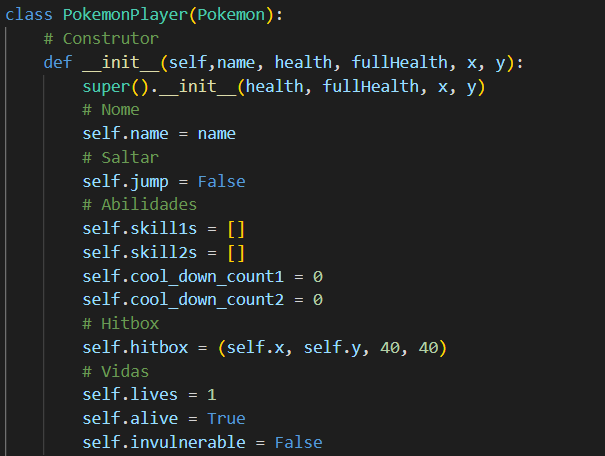 class PokemonPlayer(Pokemon):
# Construtor
def __init__(self,name, health, fullHealth, x, y):
super().__init__(health, fullHealth, x, y)
# Nome
self.name = name
# Saltar
self.jump = False
# Abilidades
self.skill1s = []
self.skill2s = []
self.cool_down_count1 = 0
self.cool_down_count2 = 0
# Hitbox
self.hitbox = (self.x, self.y, 40, 40)
# Vidas
self.lives = 1
self.alive = True
self.invulnerable = False